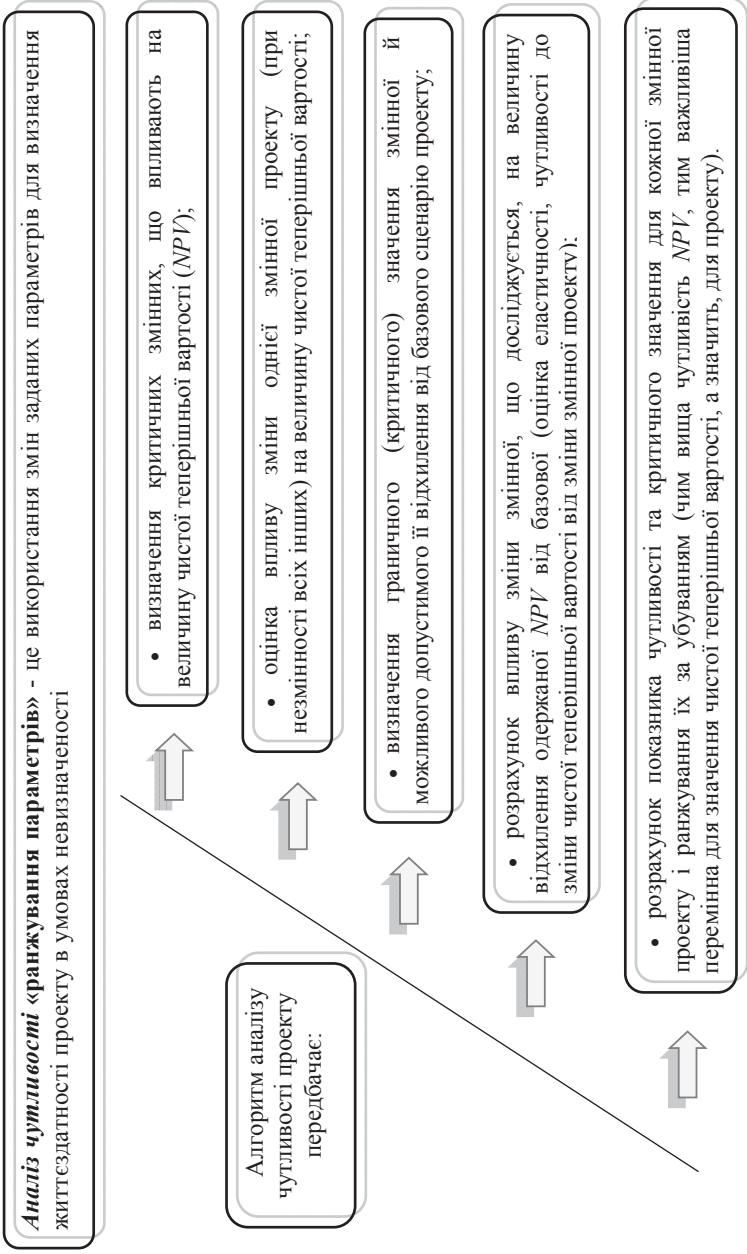 Аналіз чутливості «ранжування параметрів» - це використання змін заданих параметрів для визначення
життєздатності проекту в умовах невизначеності
Алгоритм аналізу
чутливості проекту
передбачає:
• визначення критичних змінних, що впливають на
величину чистої теперішньої вартості (NPV);
• оцінка впливу зміни однієї змінної проекту (при
незмінності всіх інших) на величину чистої теперішньої вартості;
• визначення граничного (критичного) значення змінної й
можливого допустимого її відхилення від базового сценарію проекту;
• розрахунок впливу зміни змінної, що досліджується, на величину
відхилення одержаної NPV від базової (оцінка еластичності, чутливості до
зміни чистої теперішньої вартості від зміни змінної проекту);
• розрахунок показника чутливості та критичного значення для кожної змінної
проекту і ранжування їх за убуванням (чим вища чутливість NPV, тим важливіша
перемінна для значення чистої теперішньої вартості, а значить, для проекту).